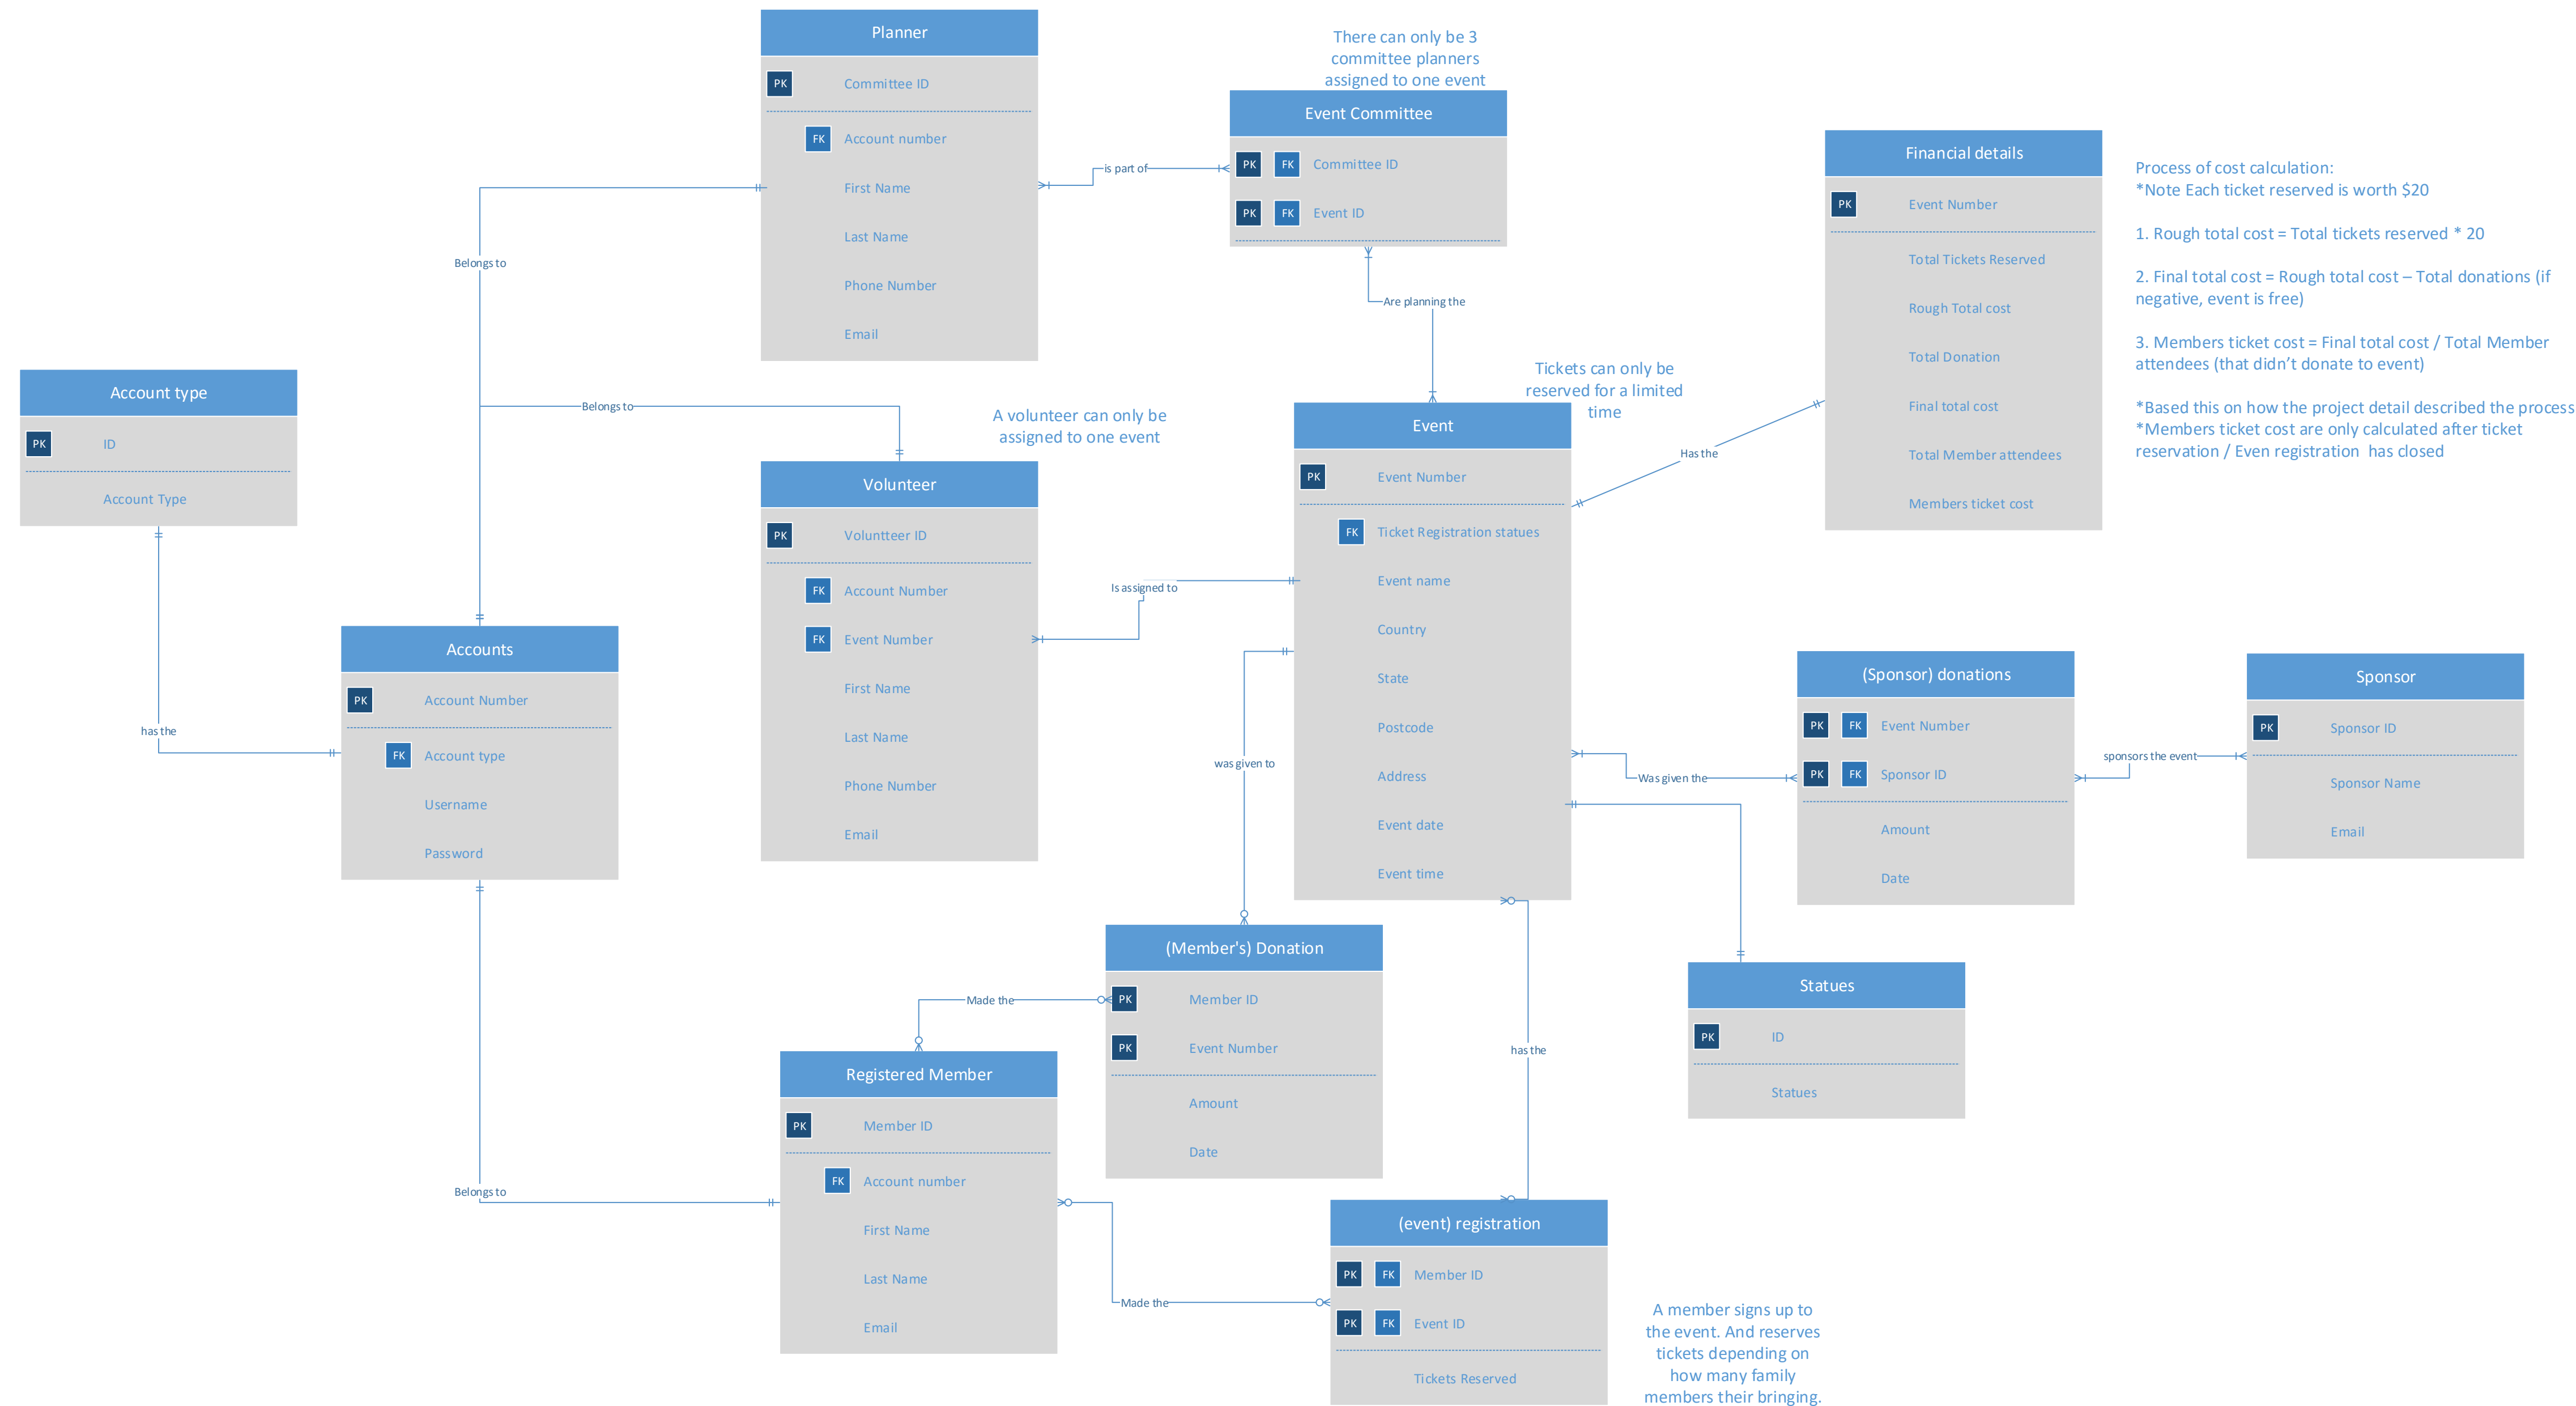 Planner
PK Committee ID
FK Account number
First Name
Last Name
Phone Number
Email
There can only be 3
committee planners
assigned to one event
Event Committee
PK FK Committee ID
PK FK Event ID
is part of
Are planning the
Financial details
PK Event Number
Total Tickets Reserved
Rough Total cost
Total Donation
Final total cost
Total Member attendees
Members ticket cost
Process of cost calculation:
*Note Each ticket reserved is worth $20
1. Rough total cost = Total tickets reserved * 20
2. Final total cost = Rough total cost – Total donations (if
negative, event is free)
3. Members ticket cost = Final total cost / Total Member
attendees (that didn’t donate to event)
*Based this on how the project detail described the process
*Members ticket cost are only calculated after ticket
reservation / Even registration has closed
Belongs to
Belongs to
Account type
PK ID
Account Type
has the
A volunteer can only be
assigned to one event
Volunteer
PK Voluntteer ID
FK Account Number
FK Event Number
First Name
Last Name
Phone Number
Email
Is assigned to
Tickets can only be
reserved for a limited
time
Event
PK Event Number
FK Ticket Registration statues
Event name
Country
State
Postcode
Address
Event date
Event time
Has the
Accounts
PK Account Number
FK Account type
Username
Password
was given to
Was given the
(Sponsor) donations
PK FK Event Number
PK FK Sponsor ID
Amount
Date
sponsors the event
Sponsor
PK Sponsor ID
Sponsor Name
Email
(Member's) Donation
PK Member ID
PK Event Number
Amount
Date
Made the
Statues
PK ID
Statues
has the
Registered Member
PK Member ID
FK Account number
First Name
Last Name
Email
Belongs to
Made the
(event) registration
PK FK Member ID
PK FK Event ID
Tickets Reserved
A member signs up to
the event. And reserves
tickets depending on
how many family
members their bringing.